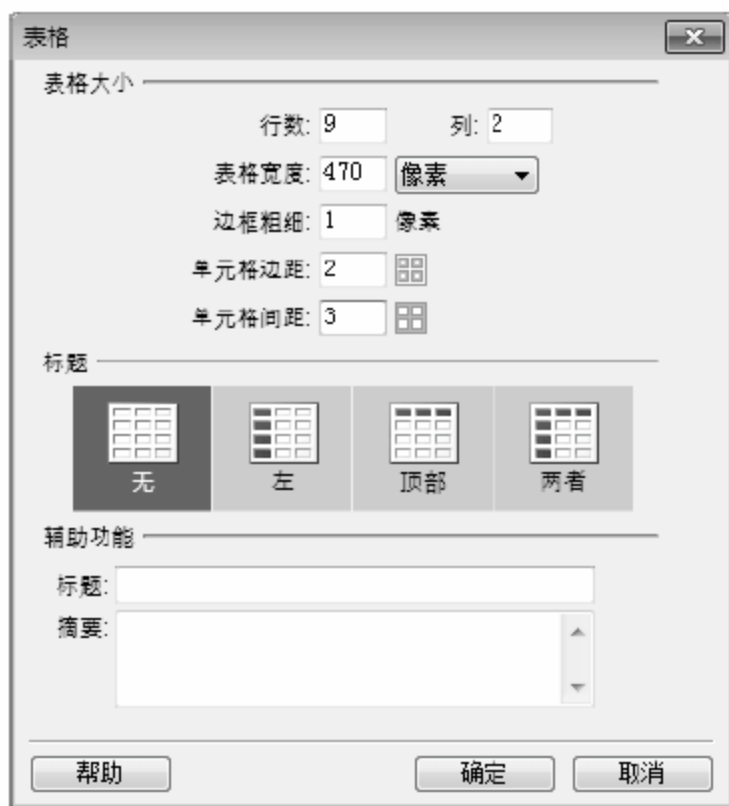 表格
表格大小
行数: 9 列: 2
表格宽度: 470 像素
边框粗细: 1 像素
单元格边距: 2
单元格间距: 3
标题
无 左 顶部 两者
辅助功能
标题:
摘要:
帮助 确定 取消